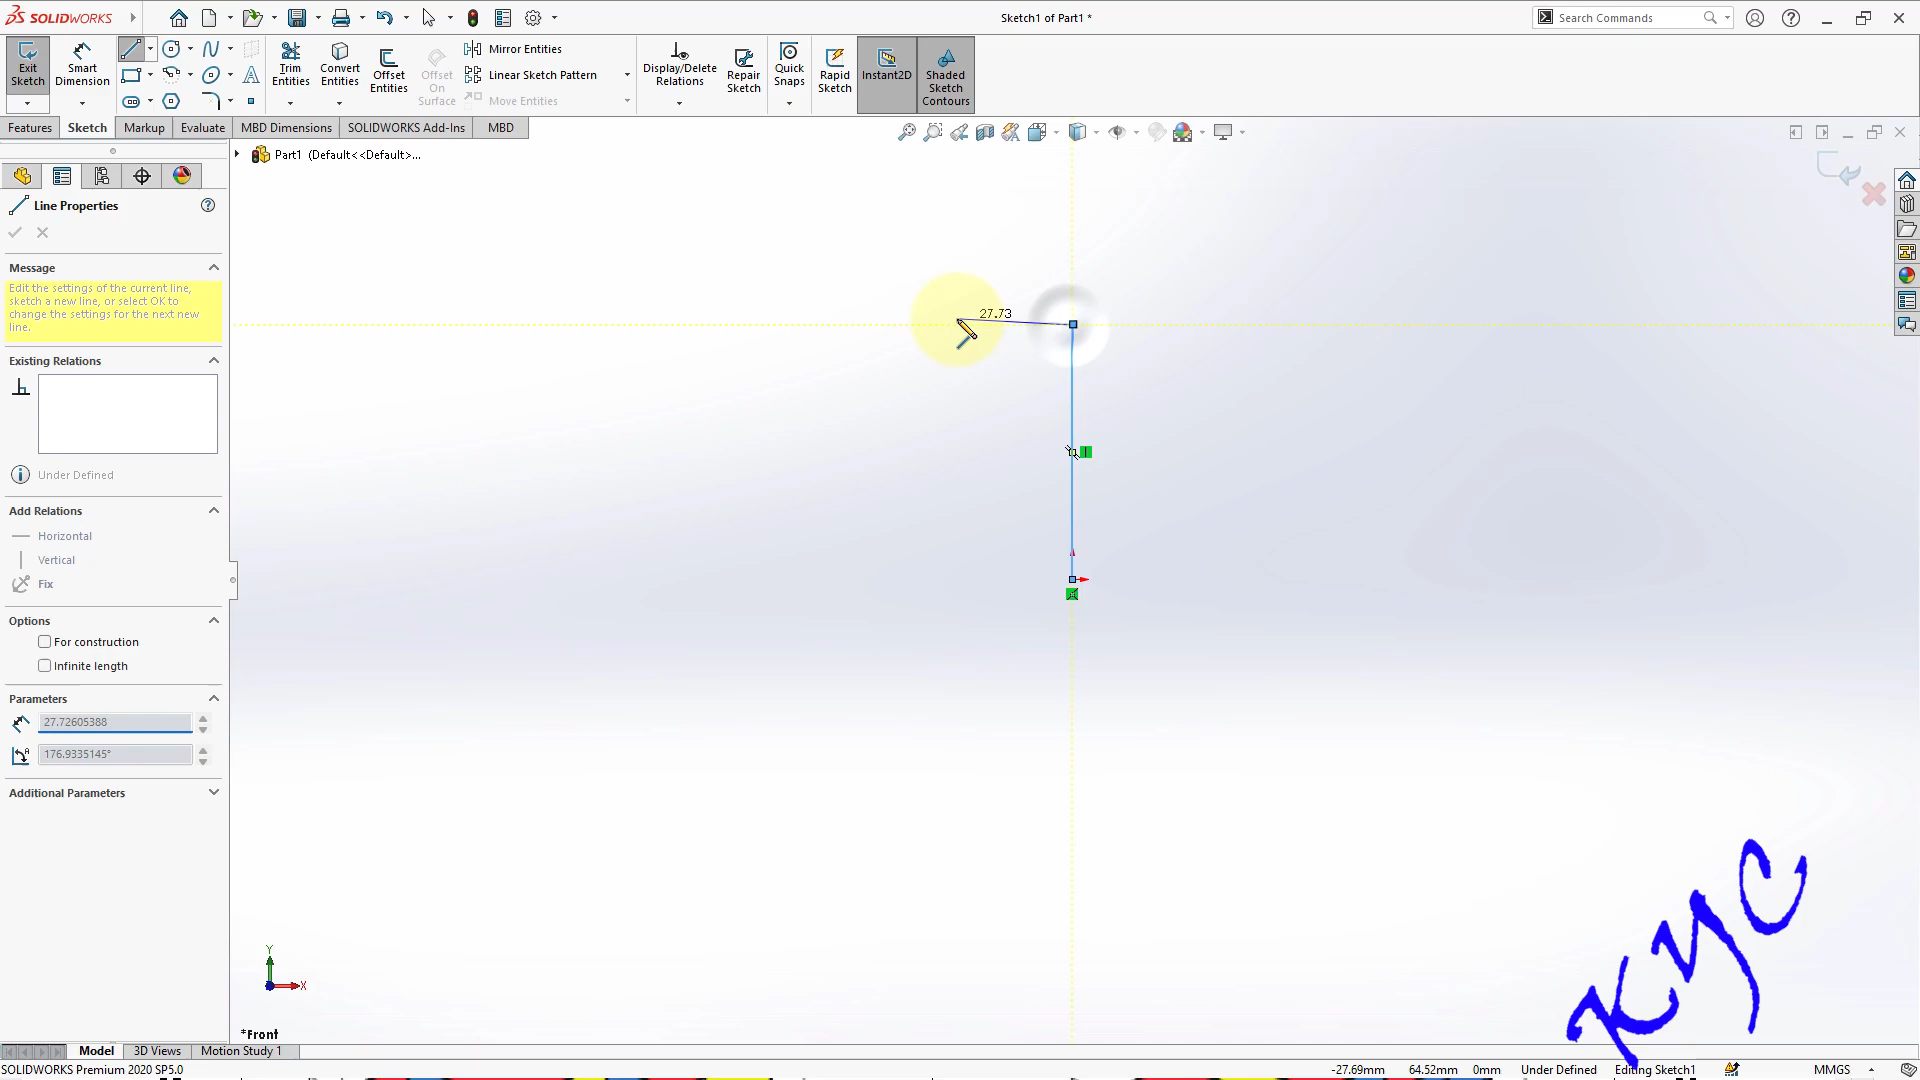 SOLIDWORKS
Sketch1 of Part1 *
Search Commands
Exit Sketch
Smart Dimension
Trim Entities
Convert Entities
Offset Entities
Offset On Surface
Mirror Entities
Linear Sketch Pattern
Move Entities
Display/Delete Relations
Repair Sketch
Quick Snaps
Rapid Sketch
Instant2D
Shaded Sketch Contours
Features
Sketch
Markup
Evaluate
MBD Dimensions
SOLIDWORKS Add-Ins
MBD
Part1 (Default<<Default>...
Line Properties
Message
Edit the settings of the current line,
sketch a new line, or select OK to
change the settings for the next new
line.
Existing Relations
Under Defined
Add Relations
Horizontal
Vertical
Fix
Options
For construction
Infinite length
Parameters
27.72605388
176.9335145°
Additional Parameters
27.73
Y
X
*Front
KYC
Model
3D Views
Motion Study 1
SOLIDWORKS Premium 2020 SP5.0
-27.69mm 64.52mm 0mm Under Defined Editing Sketch1 MMGS